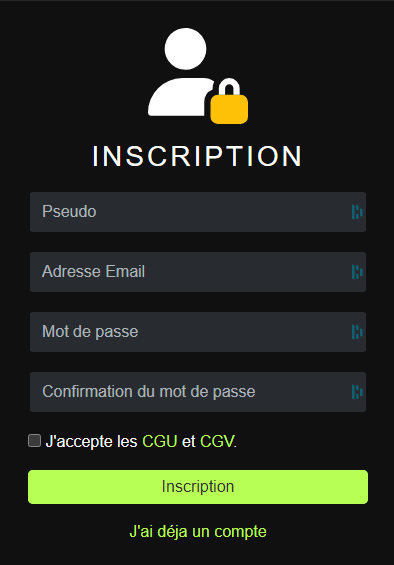 INSCRIPTION
Pseudo
Adresse Email
Mot de passe
Confirmation du mot de passe
J'accepte les CGU et CGV.
Inscription
J'ai déja un compte